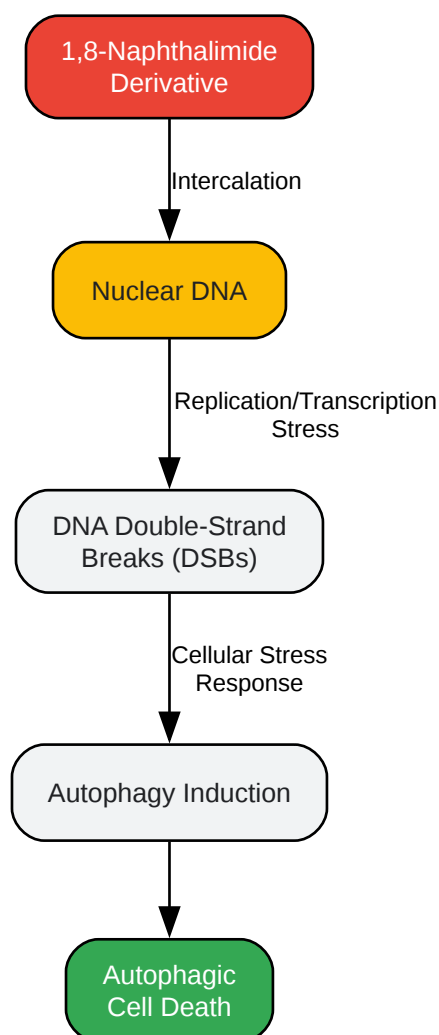 1,8-Naphthalimide
Derivative
Intercalation
Nuclear DNA
Replication/Transcription
Stress
DNA Double-Strand
Breaks (DSBs)
Cellular Stress
Response
Autophagy Induction
Autophagic
Cell Death